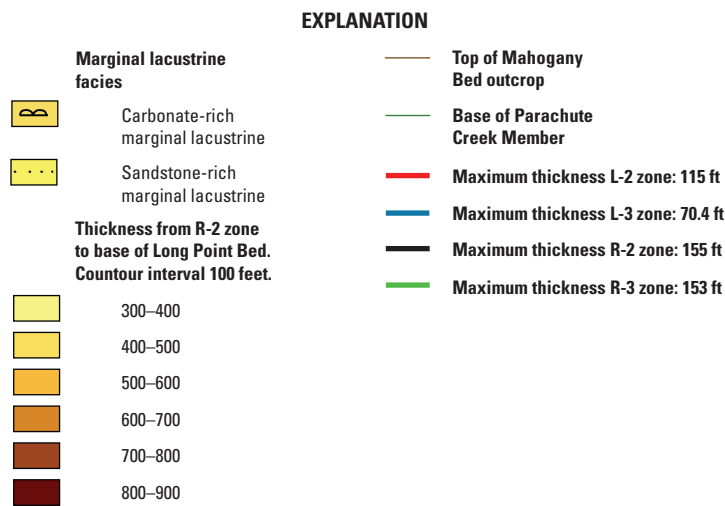 EXPLANATION
Marginal lacustrine
facies
Carbonate-rich
marginal lacustrine
Sandstone-rich
marginal lacustrine
Thickness from R-2 zone
to base of Long Point Bed.
Countour interval 100 feet.
300–400
400–500
500–600
600–700
700–800
800–900
Top of Mahogany
Bed outcrop
Base of Parachute
Creek Member
Maximum thickness L-2 zone: 115 ft
Maximum thickness L-3 zone: 70.4 ft
Maximum thickness R-2 zone: 155 ft
Maximum thickness R-3 zone: 153 ft